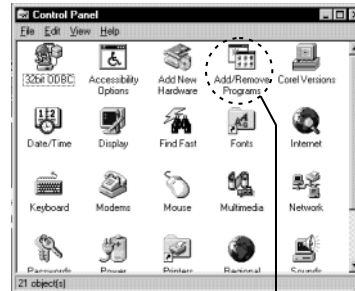 Control Panel
File Edit View Help
32bit ODBC
Accessibility
Options
Add New
Hardware
Add/Remove
Programs
Corel Versions
Date/Time
Display
Find Fast
Fonts
Internet
Keyboard
Modems
Mouse
Multimedia
Network
Passwords
Power
Printers
Regional
Sounds
21 object(s)